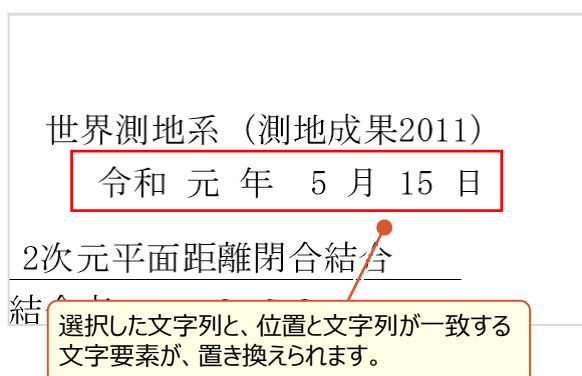 世界測地系（測地成果2011）
令和 元 年 5 月 15 日
2次元平面距離閉合結合
結合
選択した文字列と、位置と文字列が一致する
文字要素が、置き換えられます。